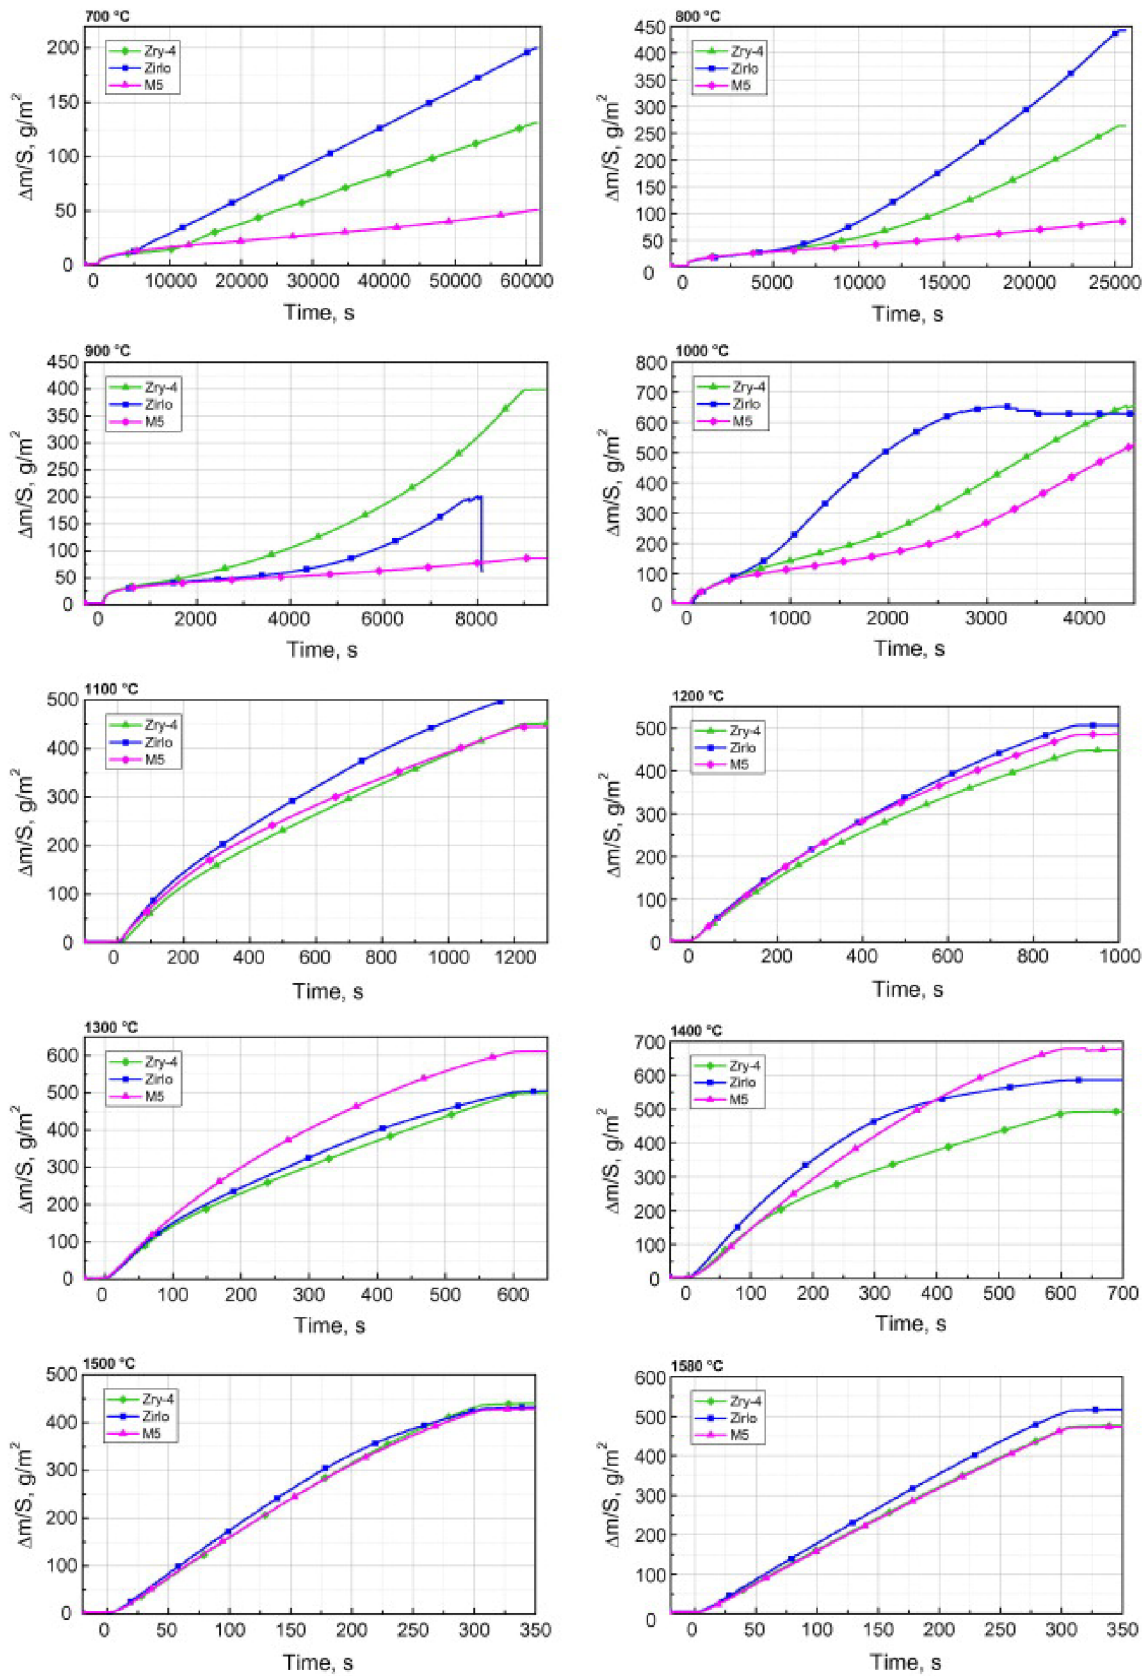 700 °C
200
150
100
50
0
Δm/S, g/m²
Zry-4
Zirlo
M5
0 10000 20000 30000 40000 50000 60000
Time, s
800 °C
450
400
350
300
250
200
150
100
50
0
Δm/S, g/m²
Zry-4
Zirlo
M5
0 5000 10000 15000 20000 25000
Time, s
900 °C
450
400
350
300
250
200
150
100
50
0
Δm/S, g/m²
Zry-4
Zirlo
M5
0 2000 4000 6000 8000
Time, s
1000 °C
800
700
600
500
400
300
200
100
0
Δm/S, g/m²
Zry-4
Zirlo
M5
0 1000 2000 3000 4000
Time, s
1100 °C
500
400
300
200
100
0
Δm/S, g/m²
Zry-4
Zirlo
M5
0 200 400 600 800 1000 1200
Time, s
1200 °C
500
400
300
200
100
0
Δm/S, g/m²
Zry-4
Zirlo
M5
0 200 400 600 800 1000
Time, s
1300 °C
600
500
400
300
200
100
0
Δm/S, g/m²
Zry-4
Zirlo
M5
0 100 200 300 400 500 600
Time, s
1400 °C
700
600
500
400
300
200
100
0
Δm/S, g/m²
Zry-4
Zirlo
M5
0 100 200 300 400 500 600 700
Time, s
1500 °C
500
400
300
200
100
0
Δm/S, g/m²
Zry-4
Zirlo
M5
0 50 100 150 200 250 300 350
Time, s
1580 °C
600
500
400
300
200
100
0
Δm/S, g/m²
Zry-4
Zirlo
M5
0 50 100 150 200 250 300 350
Time, s